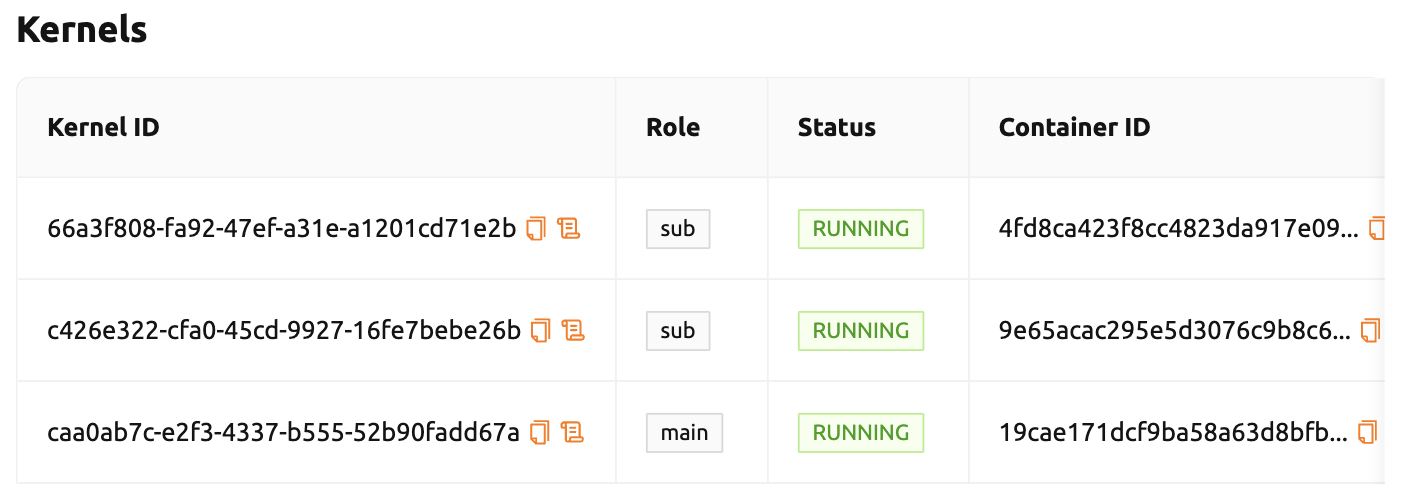 Kernels
Kernel ID Role Status Container ID
66a3f808-fa92-47ef-a31e-a1201cd71e2b sub RUNNING 4fd8ca423f8cc4823da917e09...
c426e322-cfa0-45cd-9927-16fe7bebe26b sub RUNNING 9e65acac295e5d3076c9b8c6...
caa0ab7c-e2f3-4337-b555-52b90fadd67a main RUNNING 19cae171dcf9ba58a63d8bfb...